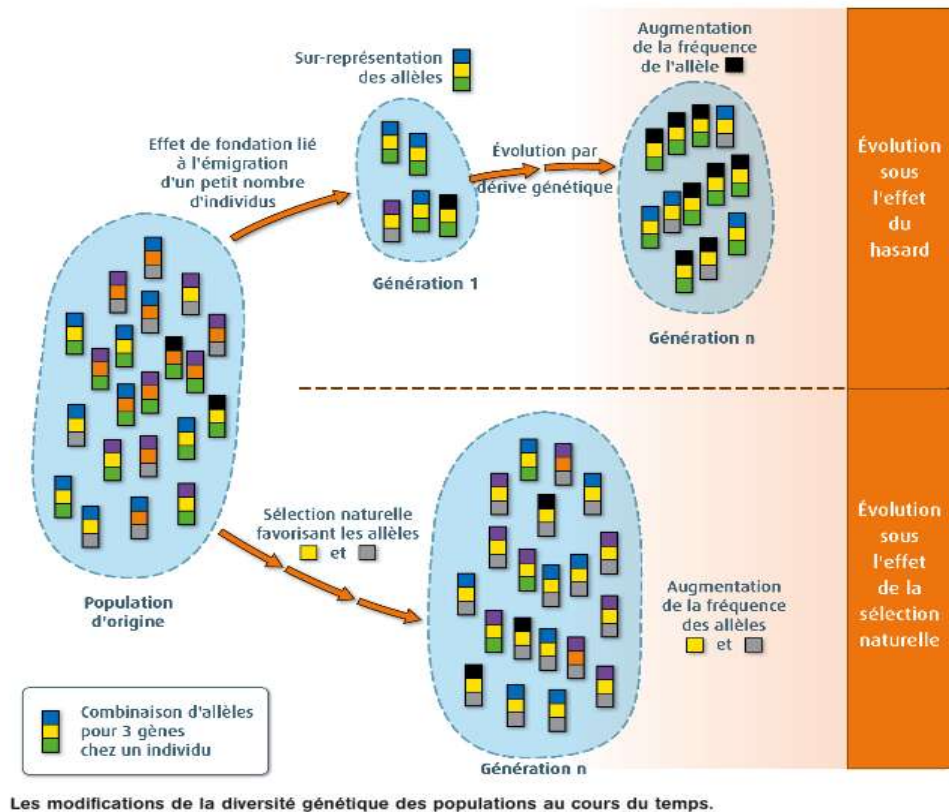 Sur-représentation
des allèles
Augmentation
de la fréquence
de l'allèle
Effet de fondation lié
à l'émigration
d'un petit nombre
d'individus
Évolution par
dérive génétique
Génération 1
Génération n
Évolution
sous
l'effet
du
hasard
Population
d'origine
Sélection naturelle
favorisant les allèles
et
Génération n
Augmentation
de la fréquence
des allèles
et
Évolution
sous
l'effet
de la
sélection
naturelle
Combinaison d'allèles
pour 3 gènes
chez un individu
Les modifications de la diversité génétique des populations au cours du temps.